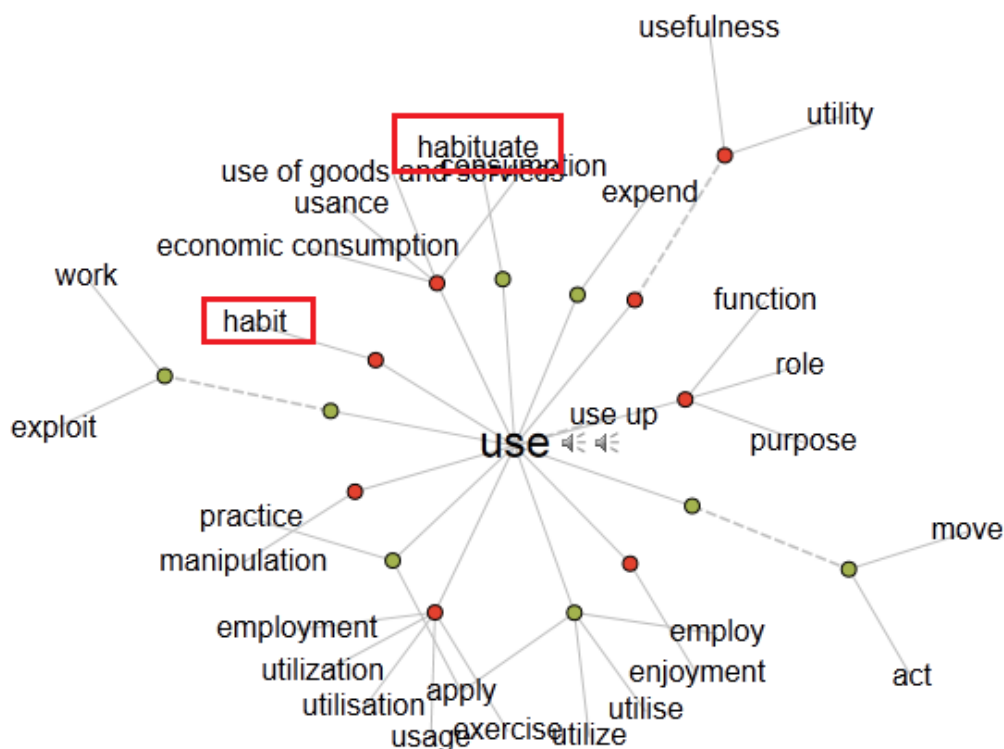 usefulness
utility
habituate
use of goods and services
consumption
expend
usance
economic consumption
work
function
habit
role
use up
exploit
use
purpose
practice
move
manipulation
employment
employ
utilization
enjoyment
act
utilisation
apply
utilise
usage
exercise
utilize